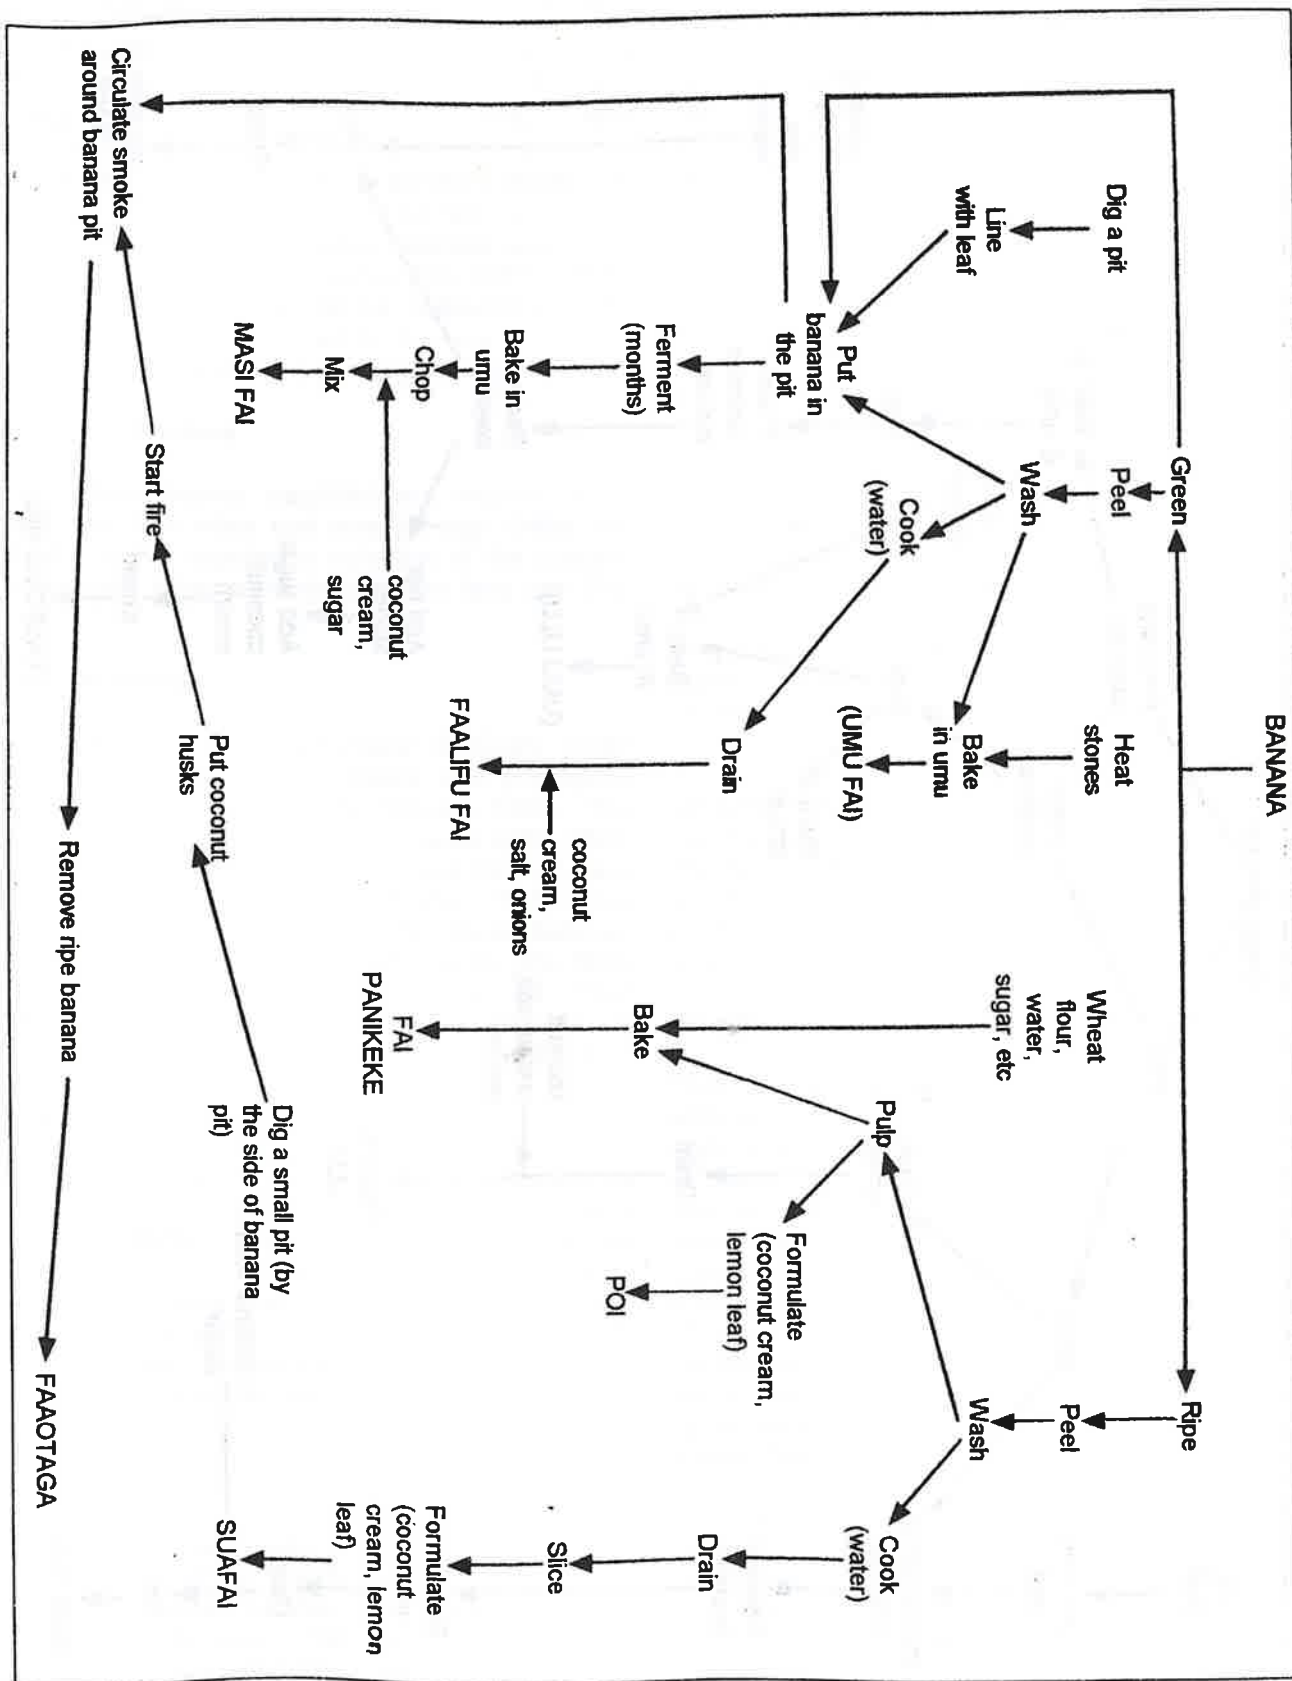 BANANA
Green
Ripe
Peel
Peel
Dig a pit
Heat
stones
Wheat
flour,
water,
sugar, etc
Line
with leaf
Wash
Wash
Bake
in umu
Put
banana in
the pit
Cook
(water)
(UMU FAI)
Pulp
Cook
(water)
Formulate
(coconut cream,
lemon leaf)
Drain
Drain
Ferment
(months)
Bake
POI
Bake in
umu
coconut
cream,
salt, onions
Slice
Chop
FAALIFU FAI
Formulate
(coconut
cream, lemon
leaf)
coconut
cream,
sugar
Mix
FAI
PANIKEKE
MASI FAI
SUAFAI
Dig a small pit (by
the side of banana
pit)
Put coconut
husks
Start fire
Circulate smoke
around banana pit
Remove ripe banana
FAAOTAGA